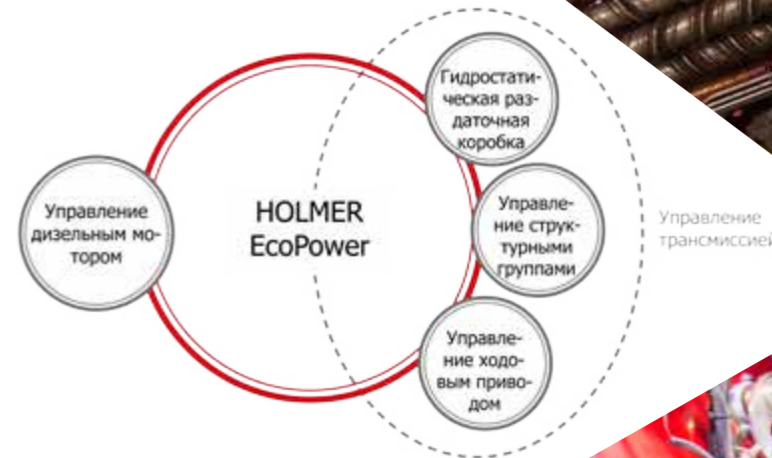 Гидростати-
ческая раз-
даточная
коробка
Управление
дизельным мо-
тором
HOLMER
EcoPower
Управле-
ние струк-
турными
группами
Управление
трансмиссией
Управле-
ние ходо-
вым приво-
дом